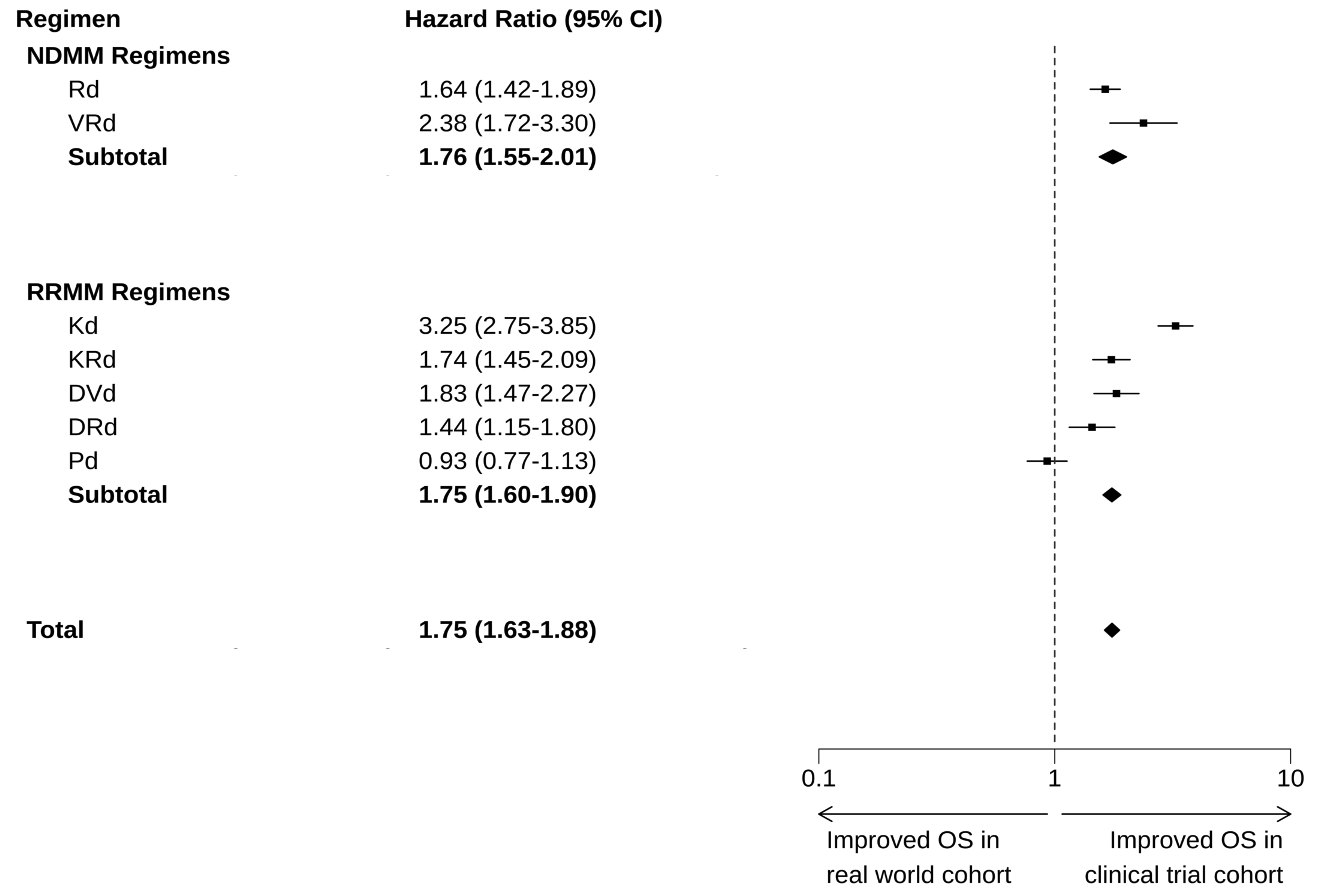 Regimen Hazard Ratio (95% CI)
NDMM Regimens
Rd 1.64 (1.42-1.89)
VRd 2.38 (1.72-3.30)
Subtotal 1.76 (1.55-2.01)
RRMM Regimens
Kd 3.25 (2.75-3.85)
KRd 1.74 (1.45-2.09)
DVd 1.83 (1.47-2.27)
DRd 1.44 (1.15-1.80)
Pd 0.93 (0.77-1.13)
Subtotal 1.75 (1.60-1.90)
Total 1.75 (1.63-1.88)
0.1 1 10
Improved OS in
real world cohort
Improved OS in
clinical trial cohort